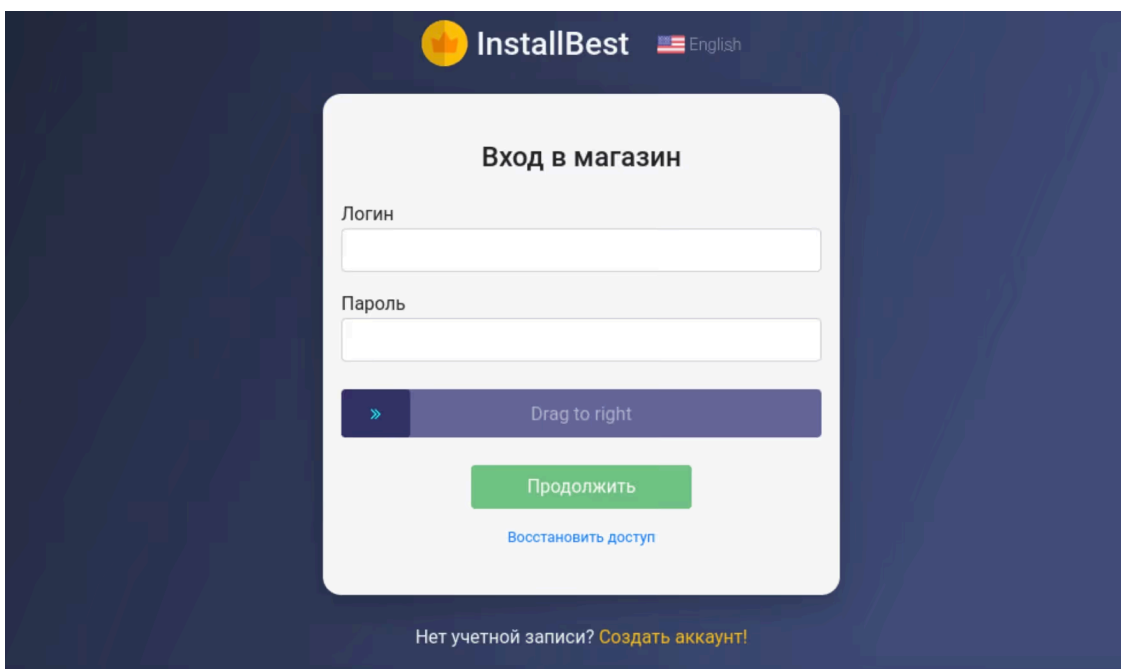 InstallBest English
Вход в магазин
Логин
Пароль
Drag to right
Продолжить
Восстановить доступ
Нет учетной записи? Создать аккаунт!